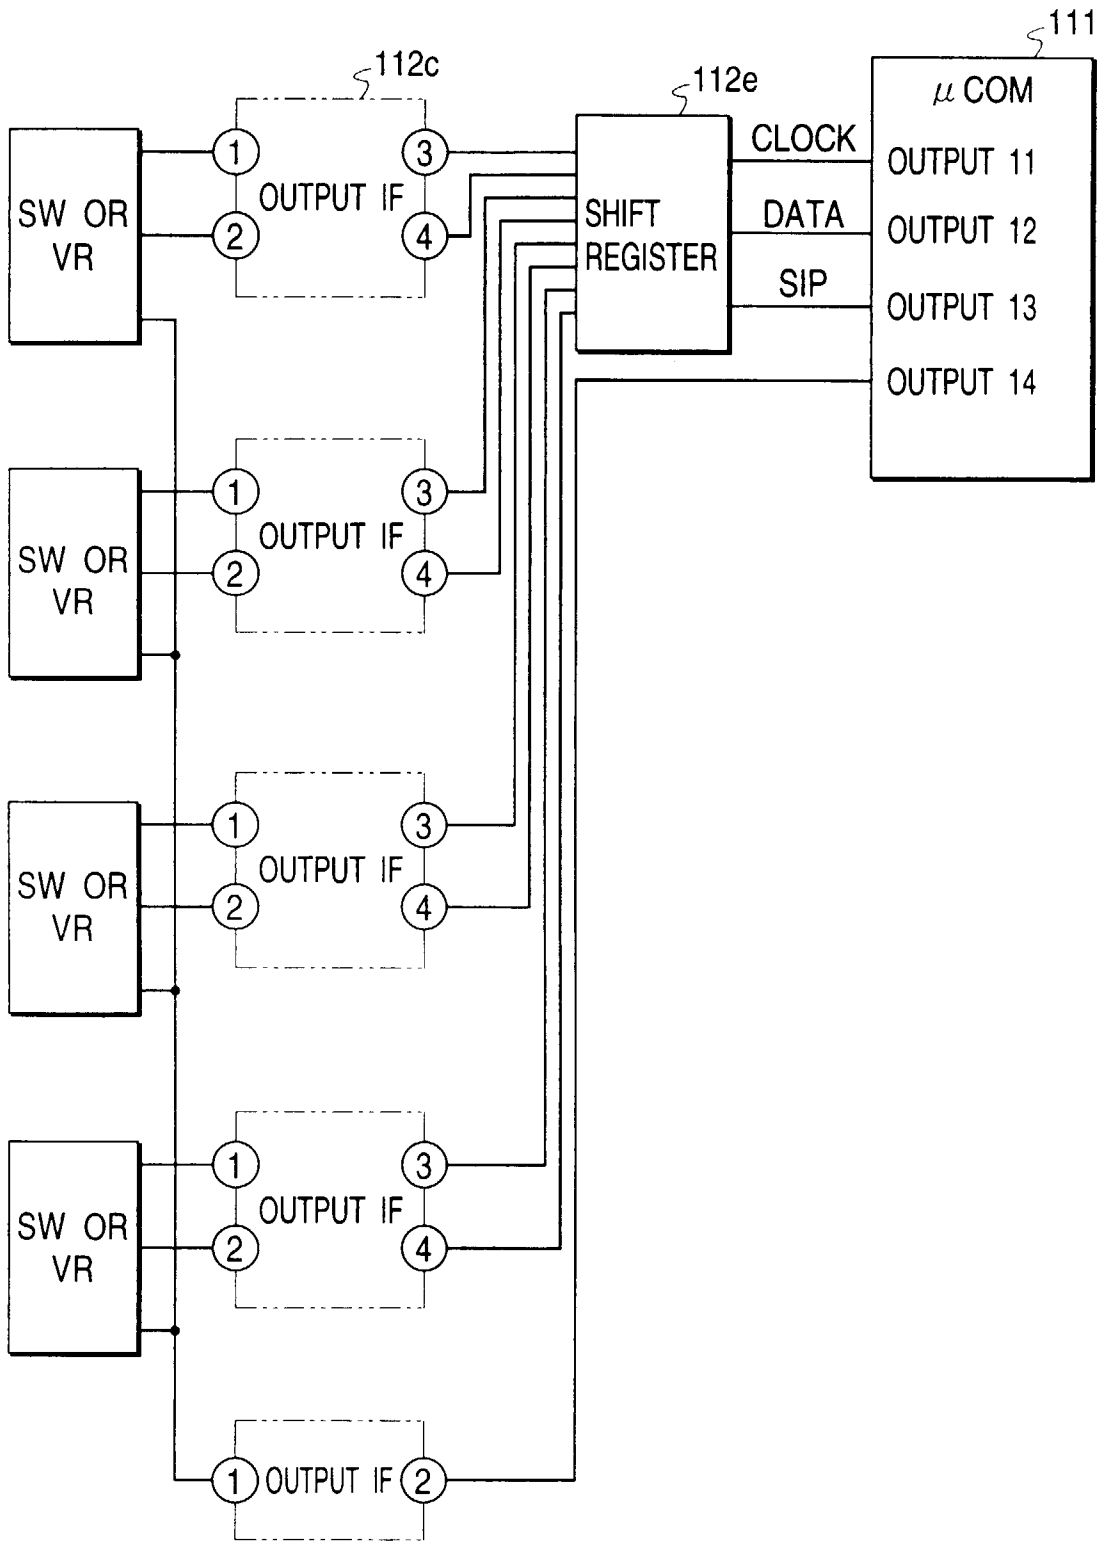 111
112c
112e
μ COM
CLOCK
OUTPUT 11
1
3
SW OR
VR
OUTPUT IF
SHIFT
REGISTER
DATA
OUTPUT 12
2
4
SIP
OUTPUT 13
OUTPUT 14
1
3
SW OR
VR
OUTPUT IF
2
4
1
3
SW OR
VR
OUTPUT IF
2
4
1
3
SW OR
VR
OUTPUT IF
2
4
1
OUTPUT IF
2